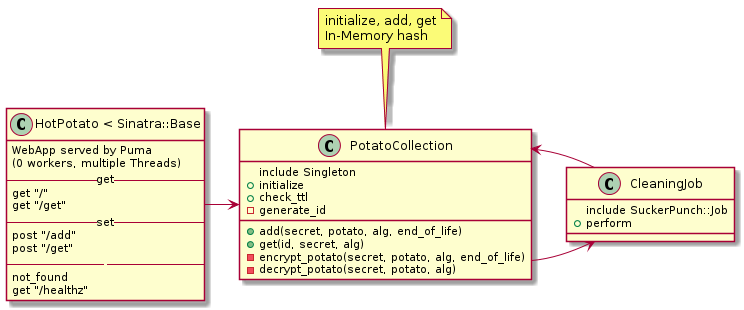 initialize, add, get
In-Memory hash
C HotPotato < Sinatra::Base
WebApp served by Puma
(0 workers, multiple Threads)
get
get "/"
get "/get"
set
post "/add"
post "/get"
not_found
get "/healthz"
C PotatoCollection
include Singleton
initialize
check_ttl
generate_id
add(secret, potato, alg, end_of_life)
get(id, secret, alg)
encrypt_potato(secret, potato, alg, end_of_life)
decrypt_potato(secret, potato, alg)
C CleaningJob
include SuckerPunch::Job
perform